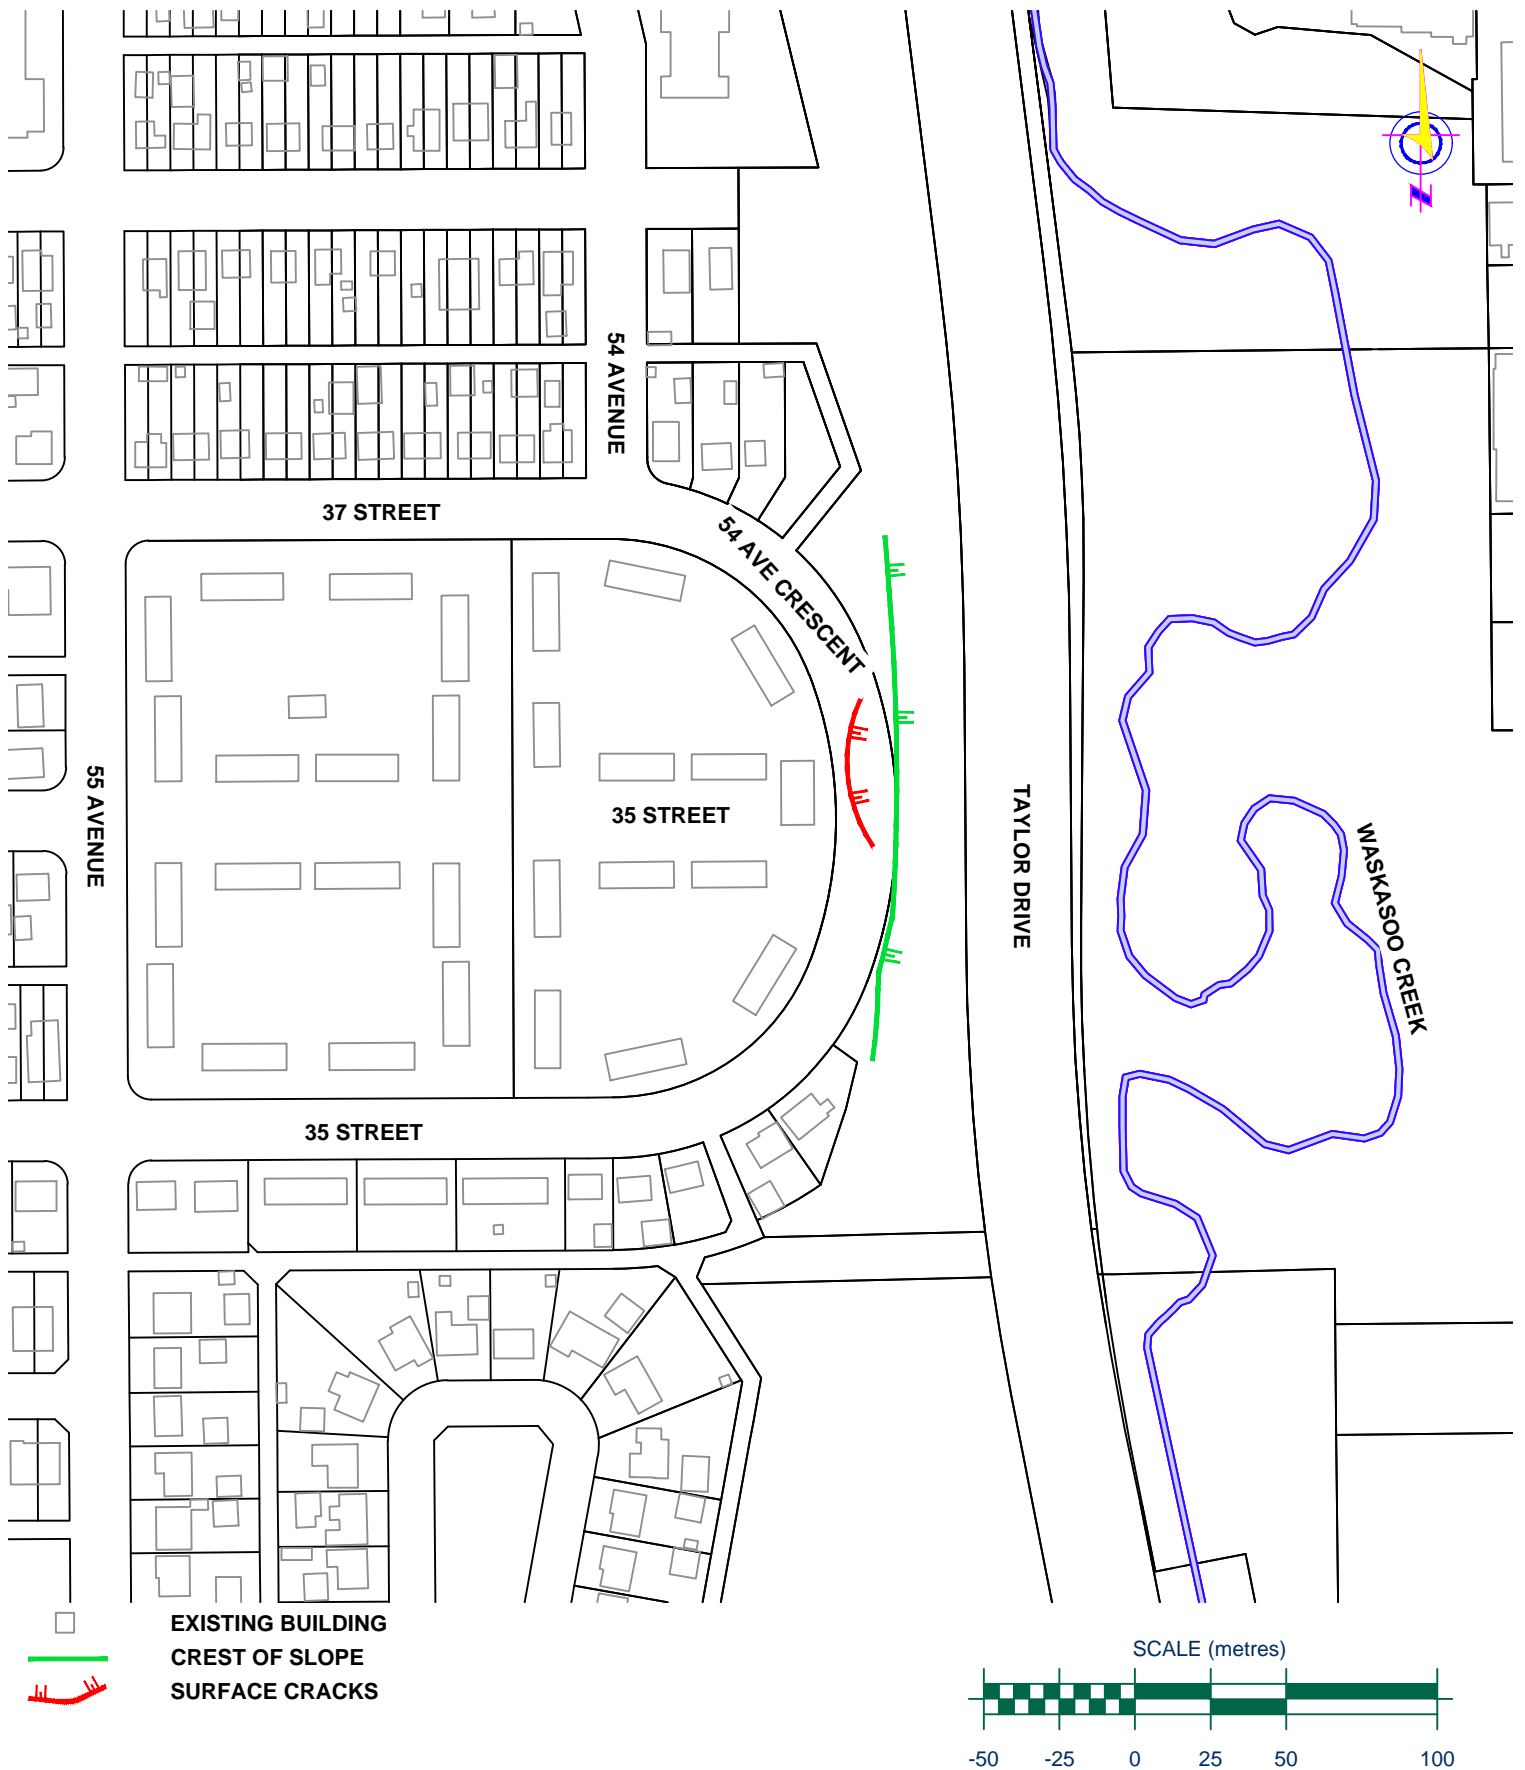 54 AVENUE
37 STREET
54 AVE CRESCENT
55 AVENUE
35 STREET
TAYLOR DRIVE
WASKASOO CREEK
35 STREET
N
EXISTING BUILDING
CREST OF SLOPE
SURFACE CRACKS
SCALE (metres)
-50 -25 0 25 50 100